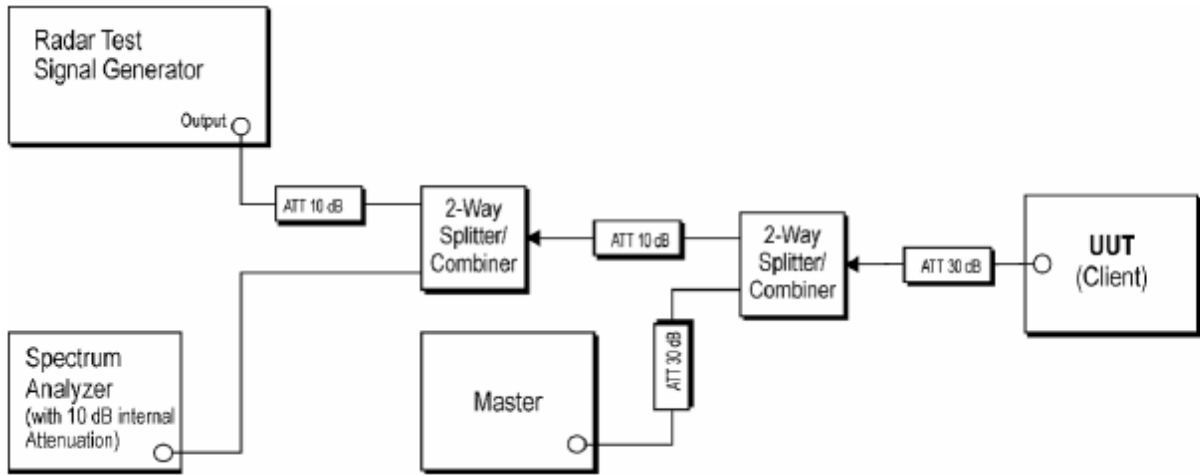 Radar Test
Signal Generator
Output
ATT 10 dB
2-Way
Splitter/
Combiner
ATT 10 dB
2-Way
Splitter/
Combiner
ATT 30 dB
UUT
(Client)
Spectrum
Analyzer
(with 10 dB internal
Attenuation)
Master
ATT 30 dB